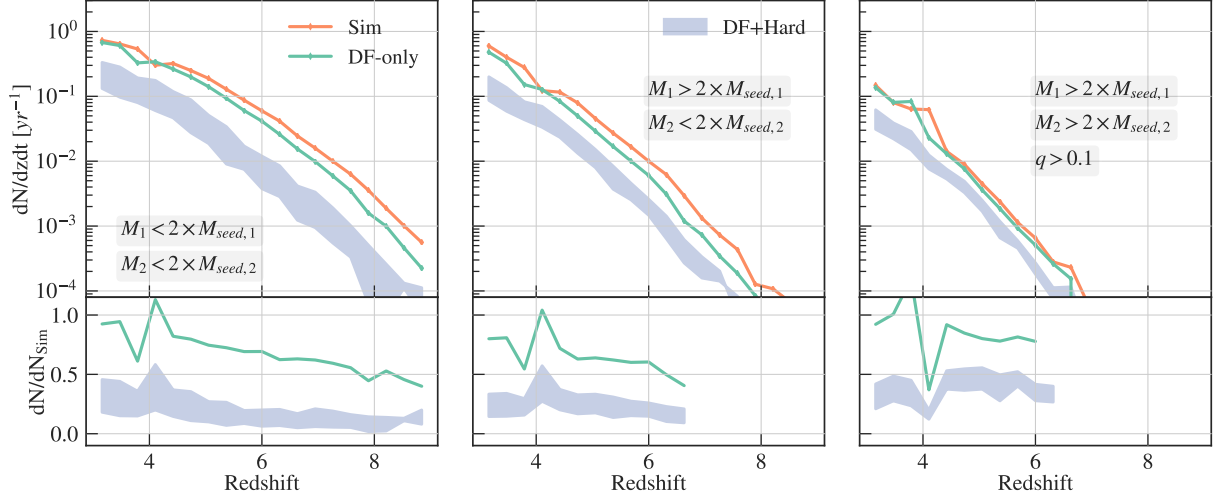 dN/dzdt [yr⁻¹]
10⁰
10⁻¹
10⁻²
10⁻³
10⁻⁴
Sim
DF-only
M₁ < 2 × M_seed,1
M₂ < 2 × M_seed,2
DF+Hard
M₁ > 2 × M_seed,1
M₂ < 2 × M_seed,2
M₁ > 2 × M_seed,1
M₂ > 2 × M_seed,2
q > 0.1
dN/dN_Sim
1.0
0.5
0.0
4 6 8
4 6 8
4 6 8
Redshift
Redshift
Redshift